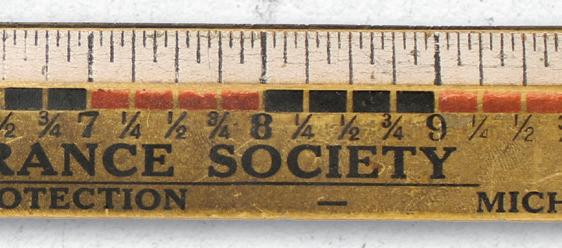 ½ ¾ 7 ¼ ½ ¾ 8 ¼ ½ ¾ 9 ¼ ½
RANCE SOCIETY
OTECTION — MICH